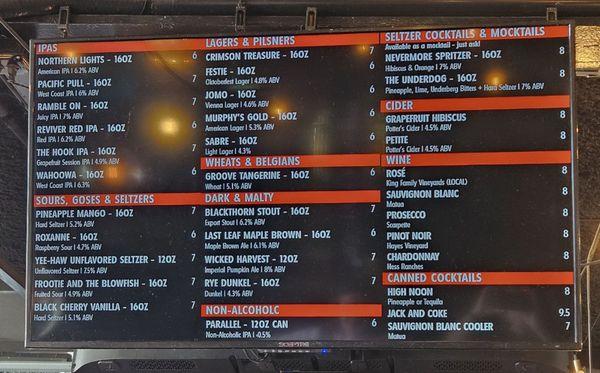 IPAS
NORTHERN LIGHTS - 16OZ 6
American IPA I 6.2% ABV
PACIFIC PULL - 16OZ 7
West Coast IPA I 6% ABV
RAMBLE ON - 16OZ 7
Juicy IPA I 7% ABV
REVIVER RED IPA - 16OZ 6
Red IPA I 6.2% ABV
THE HOOK IPA - 16OZ 7
Grapefruit Session IPA I 4.9% ABV
WAHOOWA - 16OZ 6
West Coast IPA I 6.3%
SOURS, GOSES & SELTZERS
PINEAPPLE MANGO - 16OZ 7
Hard Seltzer I 5.2% ABV
ROXANNE - 16OZ 6
Raspberry Sour I 4.7% ABV
YEE-HAW UNFLAVORED SELTZER - 12OZ 7
Unflavored Seltzer I 7.5% ABV
FROOTIE AND THE BLOWFISH - 16OZ 7
Fruited Sour I 4.9% ABV
BLACK CHERRY VANILLA - 16OZ 7
Hard Seltzer I 5.1% ABV
LAGERS & PILSNERS
CRIMSON TREASURE - 16OZ 7
FESTIE - 16OZ 6
Oktoberfest Lager I 4.8% ABV
JOMO - 16OZ 6
Vienna Lager I 4.6% ABV
MURPHY'S GOLD - 16OZ 6
American Lager I 5.3% ABV
SABRE - 16OZ 6
Light Lager I 4.3%
WHEATS & BELGIANS
GROOVE TANGERINE - 16OZ 6
Wheat I 5.1% ABV
DARK & MALTY
BLACKTHORN STOUT - 16OZ 7
Export Stout I 6.2% ABV
LAST LEAF MAPLE BROWN - 16OZ 6
Maple Brown Ale I 6.1% ABV
WICKED HARVEST - 12OZ 7
Imperial Pumpkin Ale I 8% ABV
RYE DUNKEL - 16OZ 7
Dunkel I 4.3% ABV
NON-ALCOHOLC
PARALLEL - 12OZ CAN 6
Non-Alcoholic IPA I -0.5%
SELTZER COCKTAILS & MOCKTAILS
Available as a mocktail - just ask!
NEVERMORE SPRITZER - 16OZ 8
Hibiscus & Orange I 7% ABV
THE UNDERDOG - 16OZ 8
Pineapple, Lime, Underberg Bitters + Hard Seltzer I 7% ABV
CIDER
GRAPEFRUIT HIBISCUS 8
Potter's Cider I 4.5% ABV
PETITE 8
Potter's Cider I 4.5% ABV
WINE
ROSÉ 8
King Family Vineyards (LOCAL)
SAUVIGNON BLANC 8
Matua
PROSECCO 8
Scarpetta
PINOT NOIR 8
Hayes Vineyard
CHARDONNAY 8
Hess Ranches
CANNED COCKTAILS
HIGH NOON 8
Pineapple or Tequila
JACK AND COKE 9.5
SAUVIGNON BLANC COOLER 7
Matua
SCEPTRE